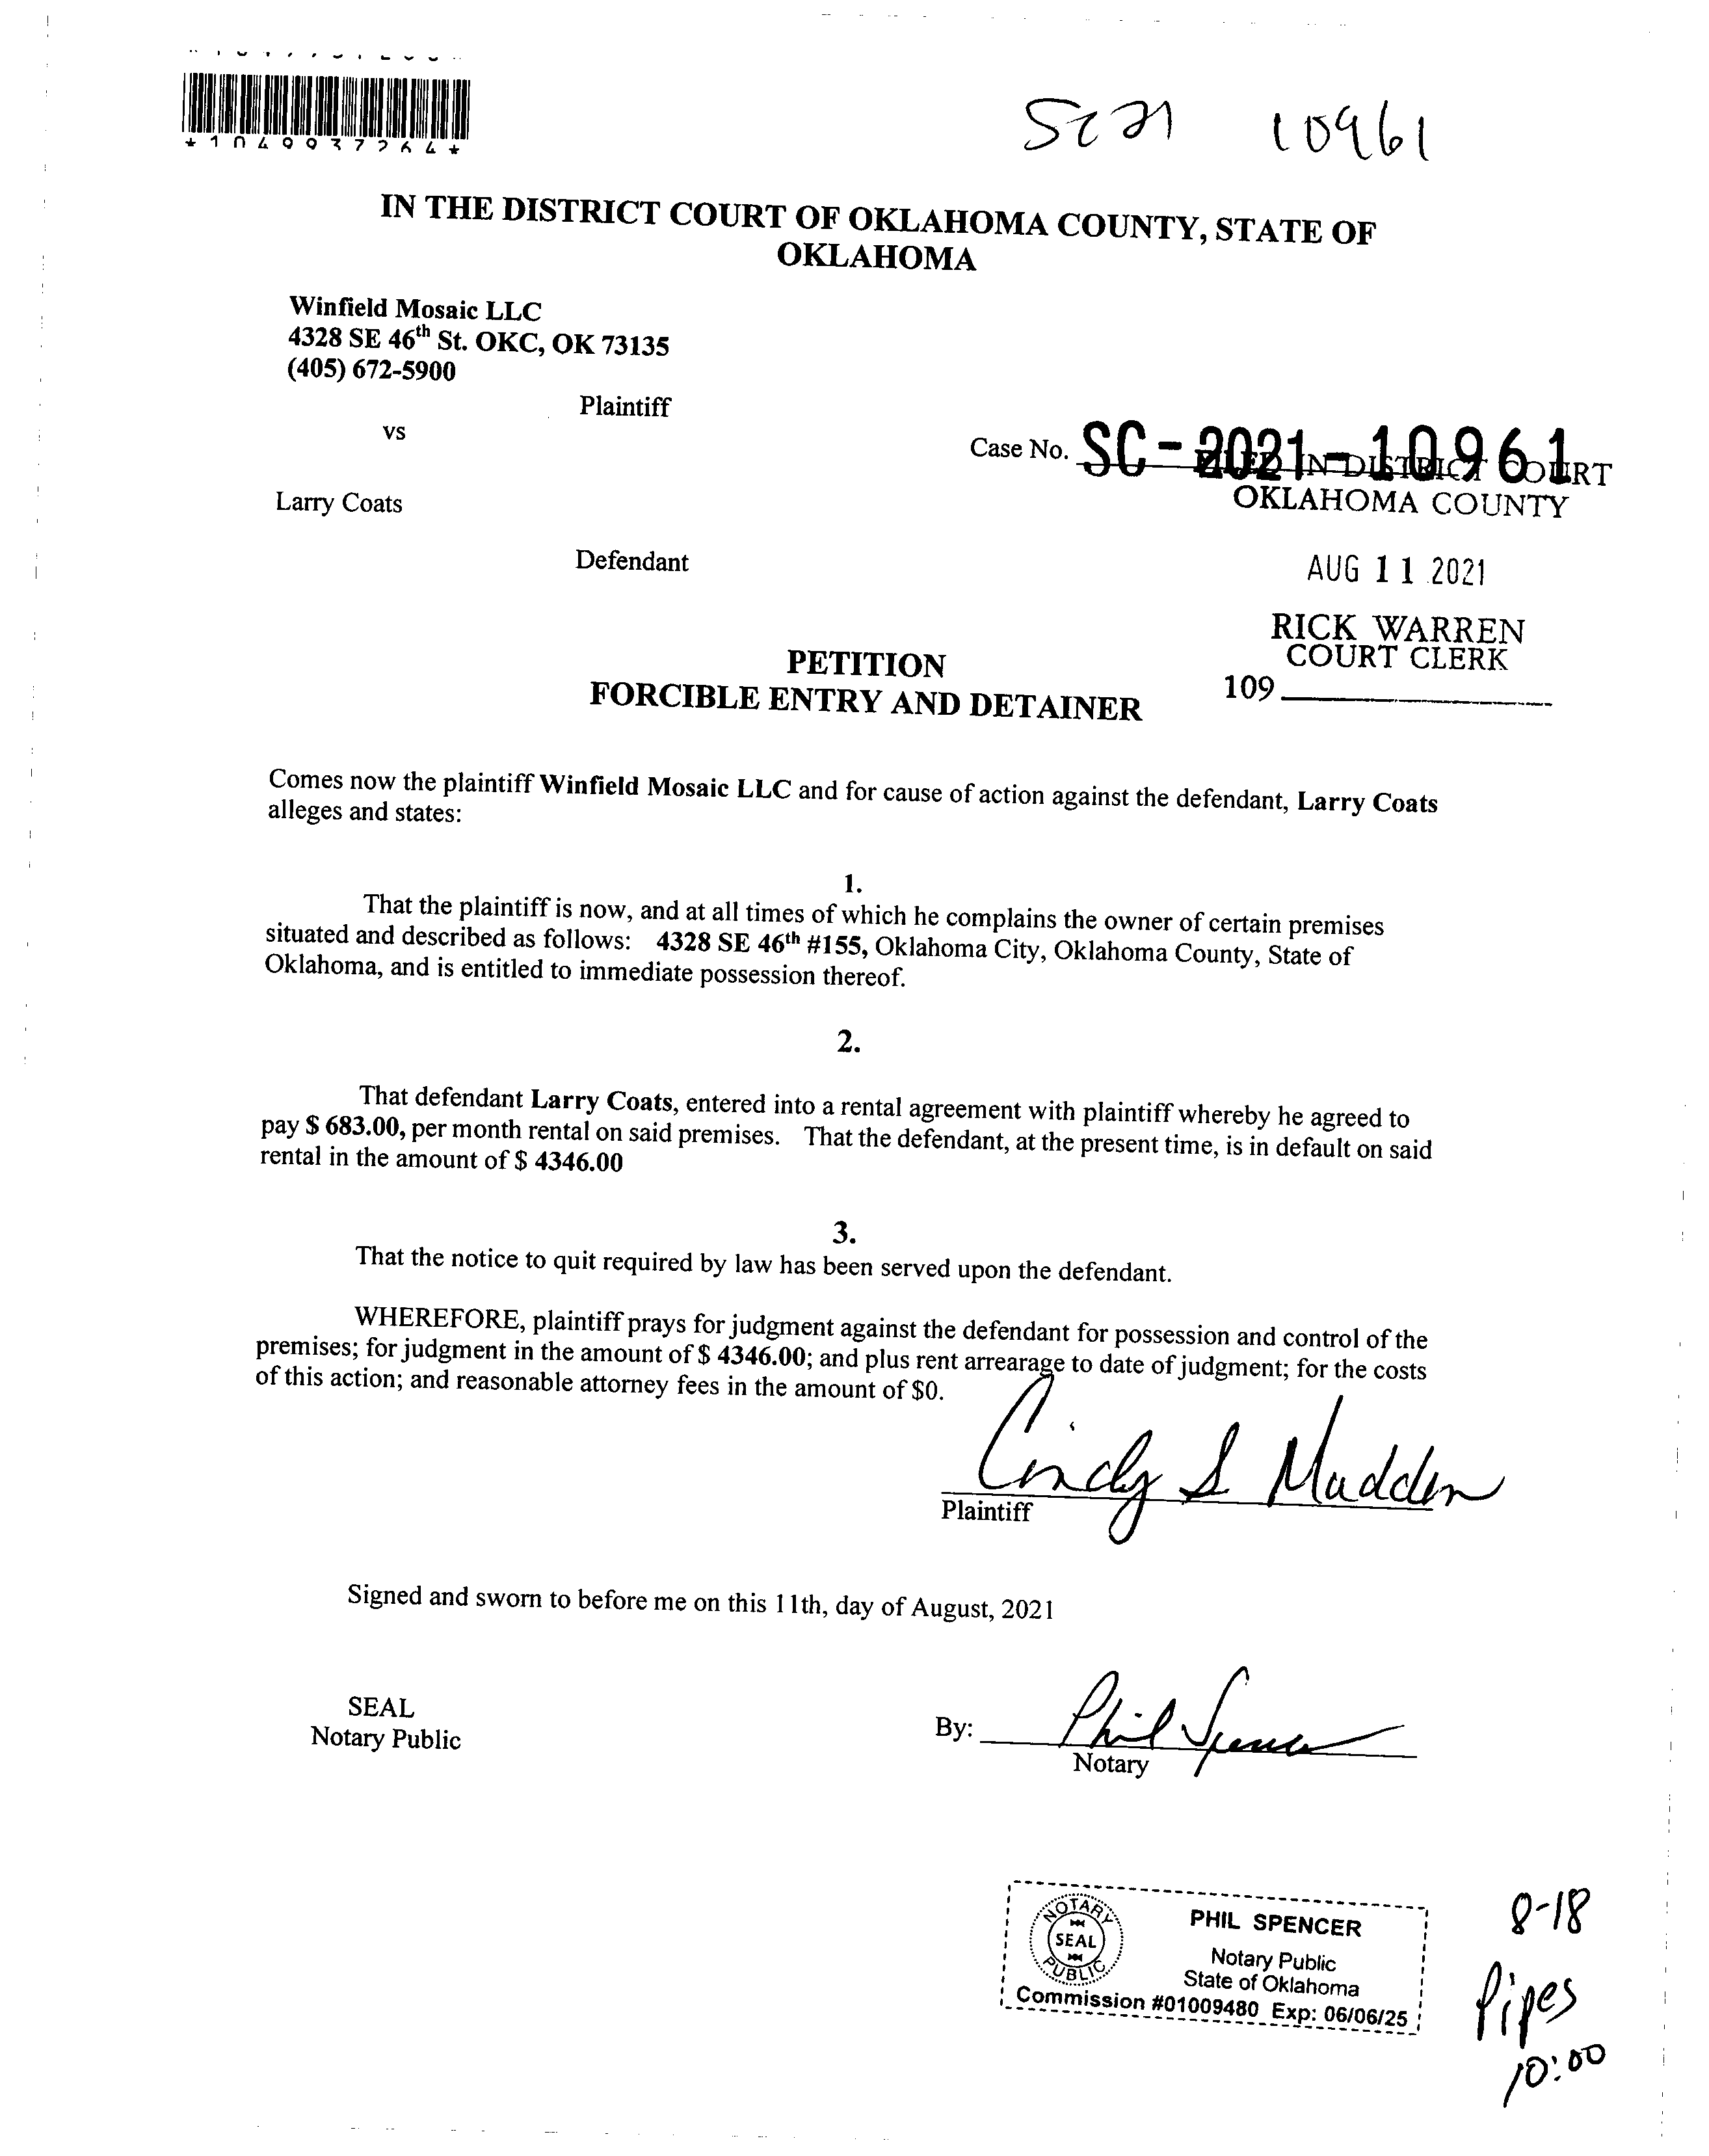 Sc21 10961
IN THE DISTRICT COURT OF OKLAHOMA COUNTY, STATE OF
OKLAHOMA
Winfield Mosaic LLC
4328 SE 46th St. OKC, OK 73135
(405) 672-5900
Plaintiff
vs
Case No. SC-2021-10961
FILED IN DISTRICT COURT
OKLAHOMA COUNTY
Larry Coats
Defendant
AUG 11 2021
RICK WARREN
COURT CLERK
109
PETITION
FORCIBLE ENTRY AND DETAINER
Comes now the plaintiff Winfield Mosaic LLC and for cause of action against the defendant, Larry Coats
alleges and states:
1.
That the plaintiff is now, and at all times of which he complains the owner of certain premises
situated and described as follows: 4328 SE 46th #155, Oklahoma City, Oklahoma County, State of
Oklahoma, and is entitled to immediate possession thereof.
2.
That defendant Larry Coats, entered into a rental agreement with plaintiff whereby he agreed to
pay $ 683.00, per month rental on said premises. That the defendant, at the present time, is in default on said
rental in the amount of $ 4346.00
3.
That the notice to quit required by law has been served upon the defendant.
WHEREFORE, plaintiff prays for judgment against the defendant for possession and control of the
premises; for judgment in the amount of $ 4346.00; and plus rent arrearage to date of judgment; for the costs
of this action; and reasonable attorney fees in the amount of $0.
Cindy S Madden
Plaintiff
Signed and sworn to before me on this 11th, day of August, 2021
SEAL
Notary Public
By: Phil Spencer
Notary
NOTARY
SEAL
PUBLIC
PHIL SPENCER
Notary Public
State of Oklahoma
Commission #01009480 Exp: 06/06/25
8-18
Pipes
10:00